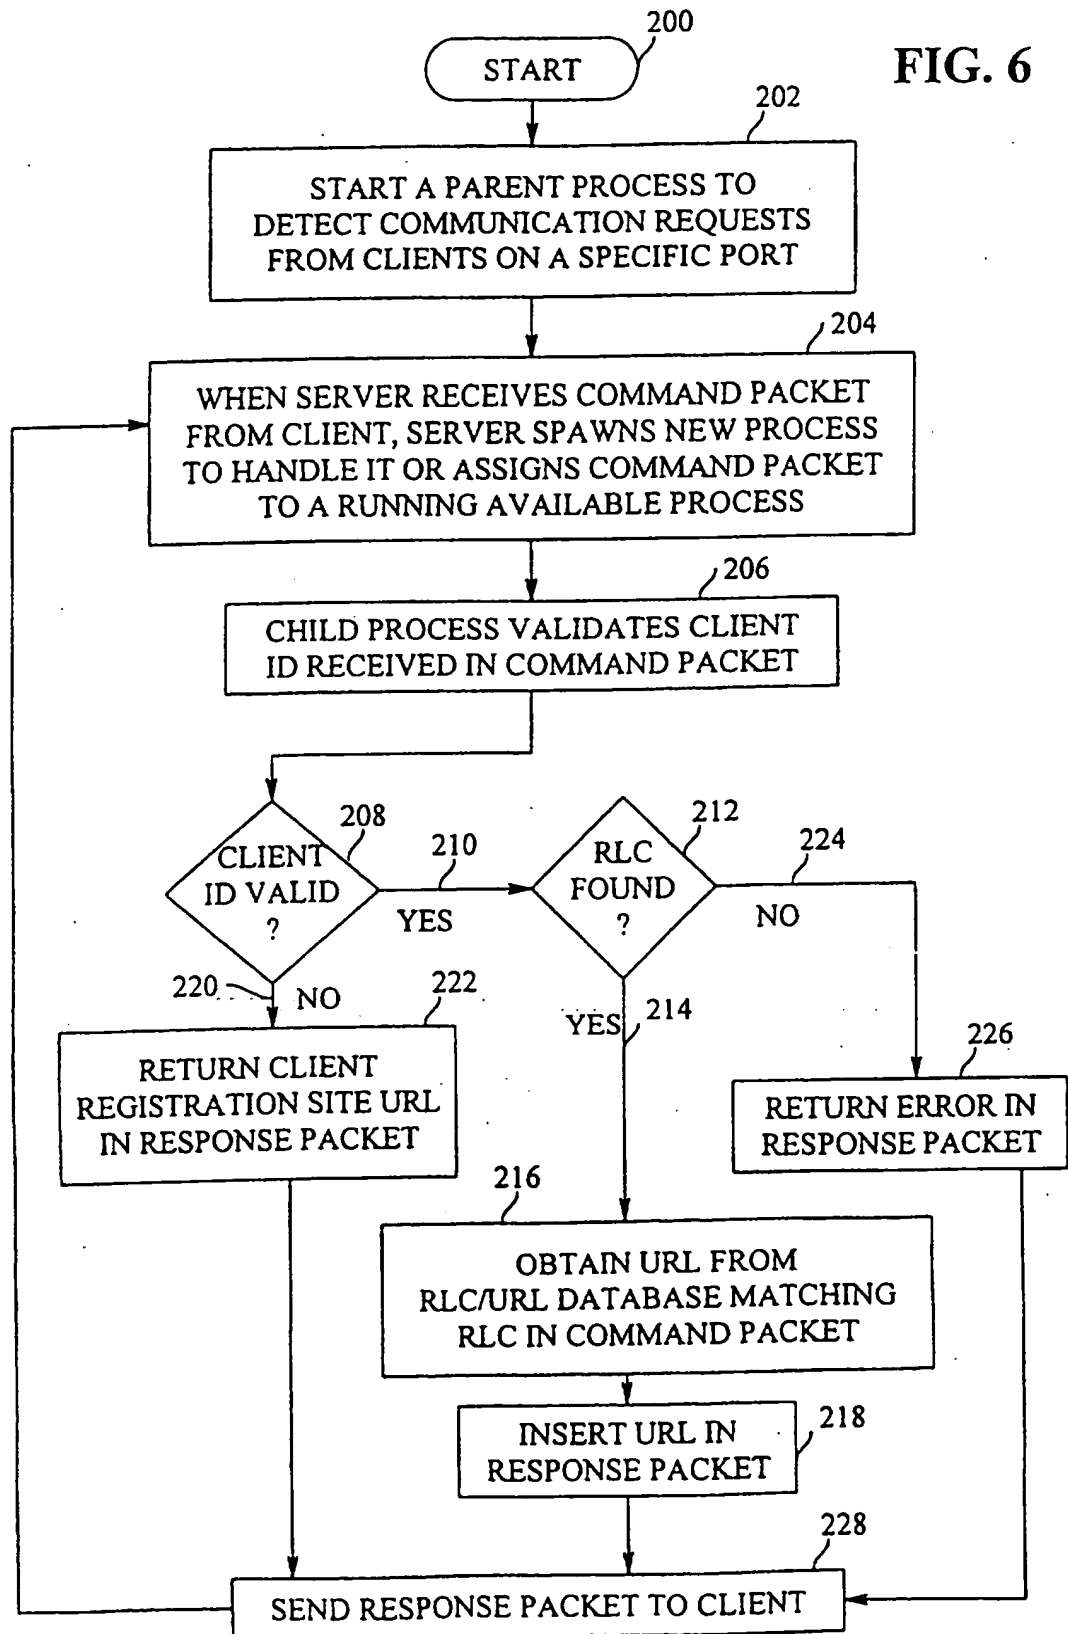 200
START
FIG. 6
202
START A PARENT PROCESS TO
DETECT COMMUNICATION REQUESTS
FROM CLIENTS ON A SPECIFIC PORT
204
WHEN SERVER RECEIVES COMMAND PACKET
FROM CLIENT, SERVER SPAWNS NEW PROCESS
TO HANDLE IT OR ASSIGNS COMMAND PACKET
TO A RUNNING AVAILABLE PROCESS
206
CHILD PROCESS VALIDATES CLIENT
ID RECEIVED IN COMMAND PACKET
208
CLIENT
ID VALID
?
210
YES
212
RLC
FOUND
?
224
NO
220
NO
222
RETURN CLIENT
REGISTRATION SITE URL
IN RESPONSE PACKET
YES
214
226
RETURN ERROR IN
RESPONSE PACKET
216
OBTAIN URL FROM
RLC/URL DATABASE MATCHING
RLC IN COMMAND PACKET
218
INSERT URL IN
RESPONSE PACKET
228
SEND RESPONSE PACKET TO CLIENT